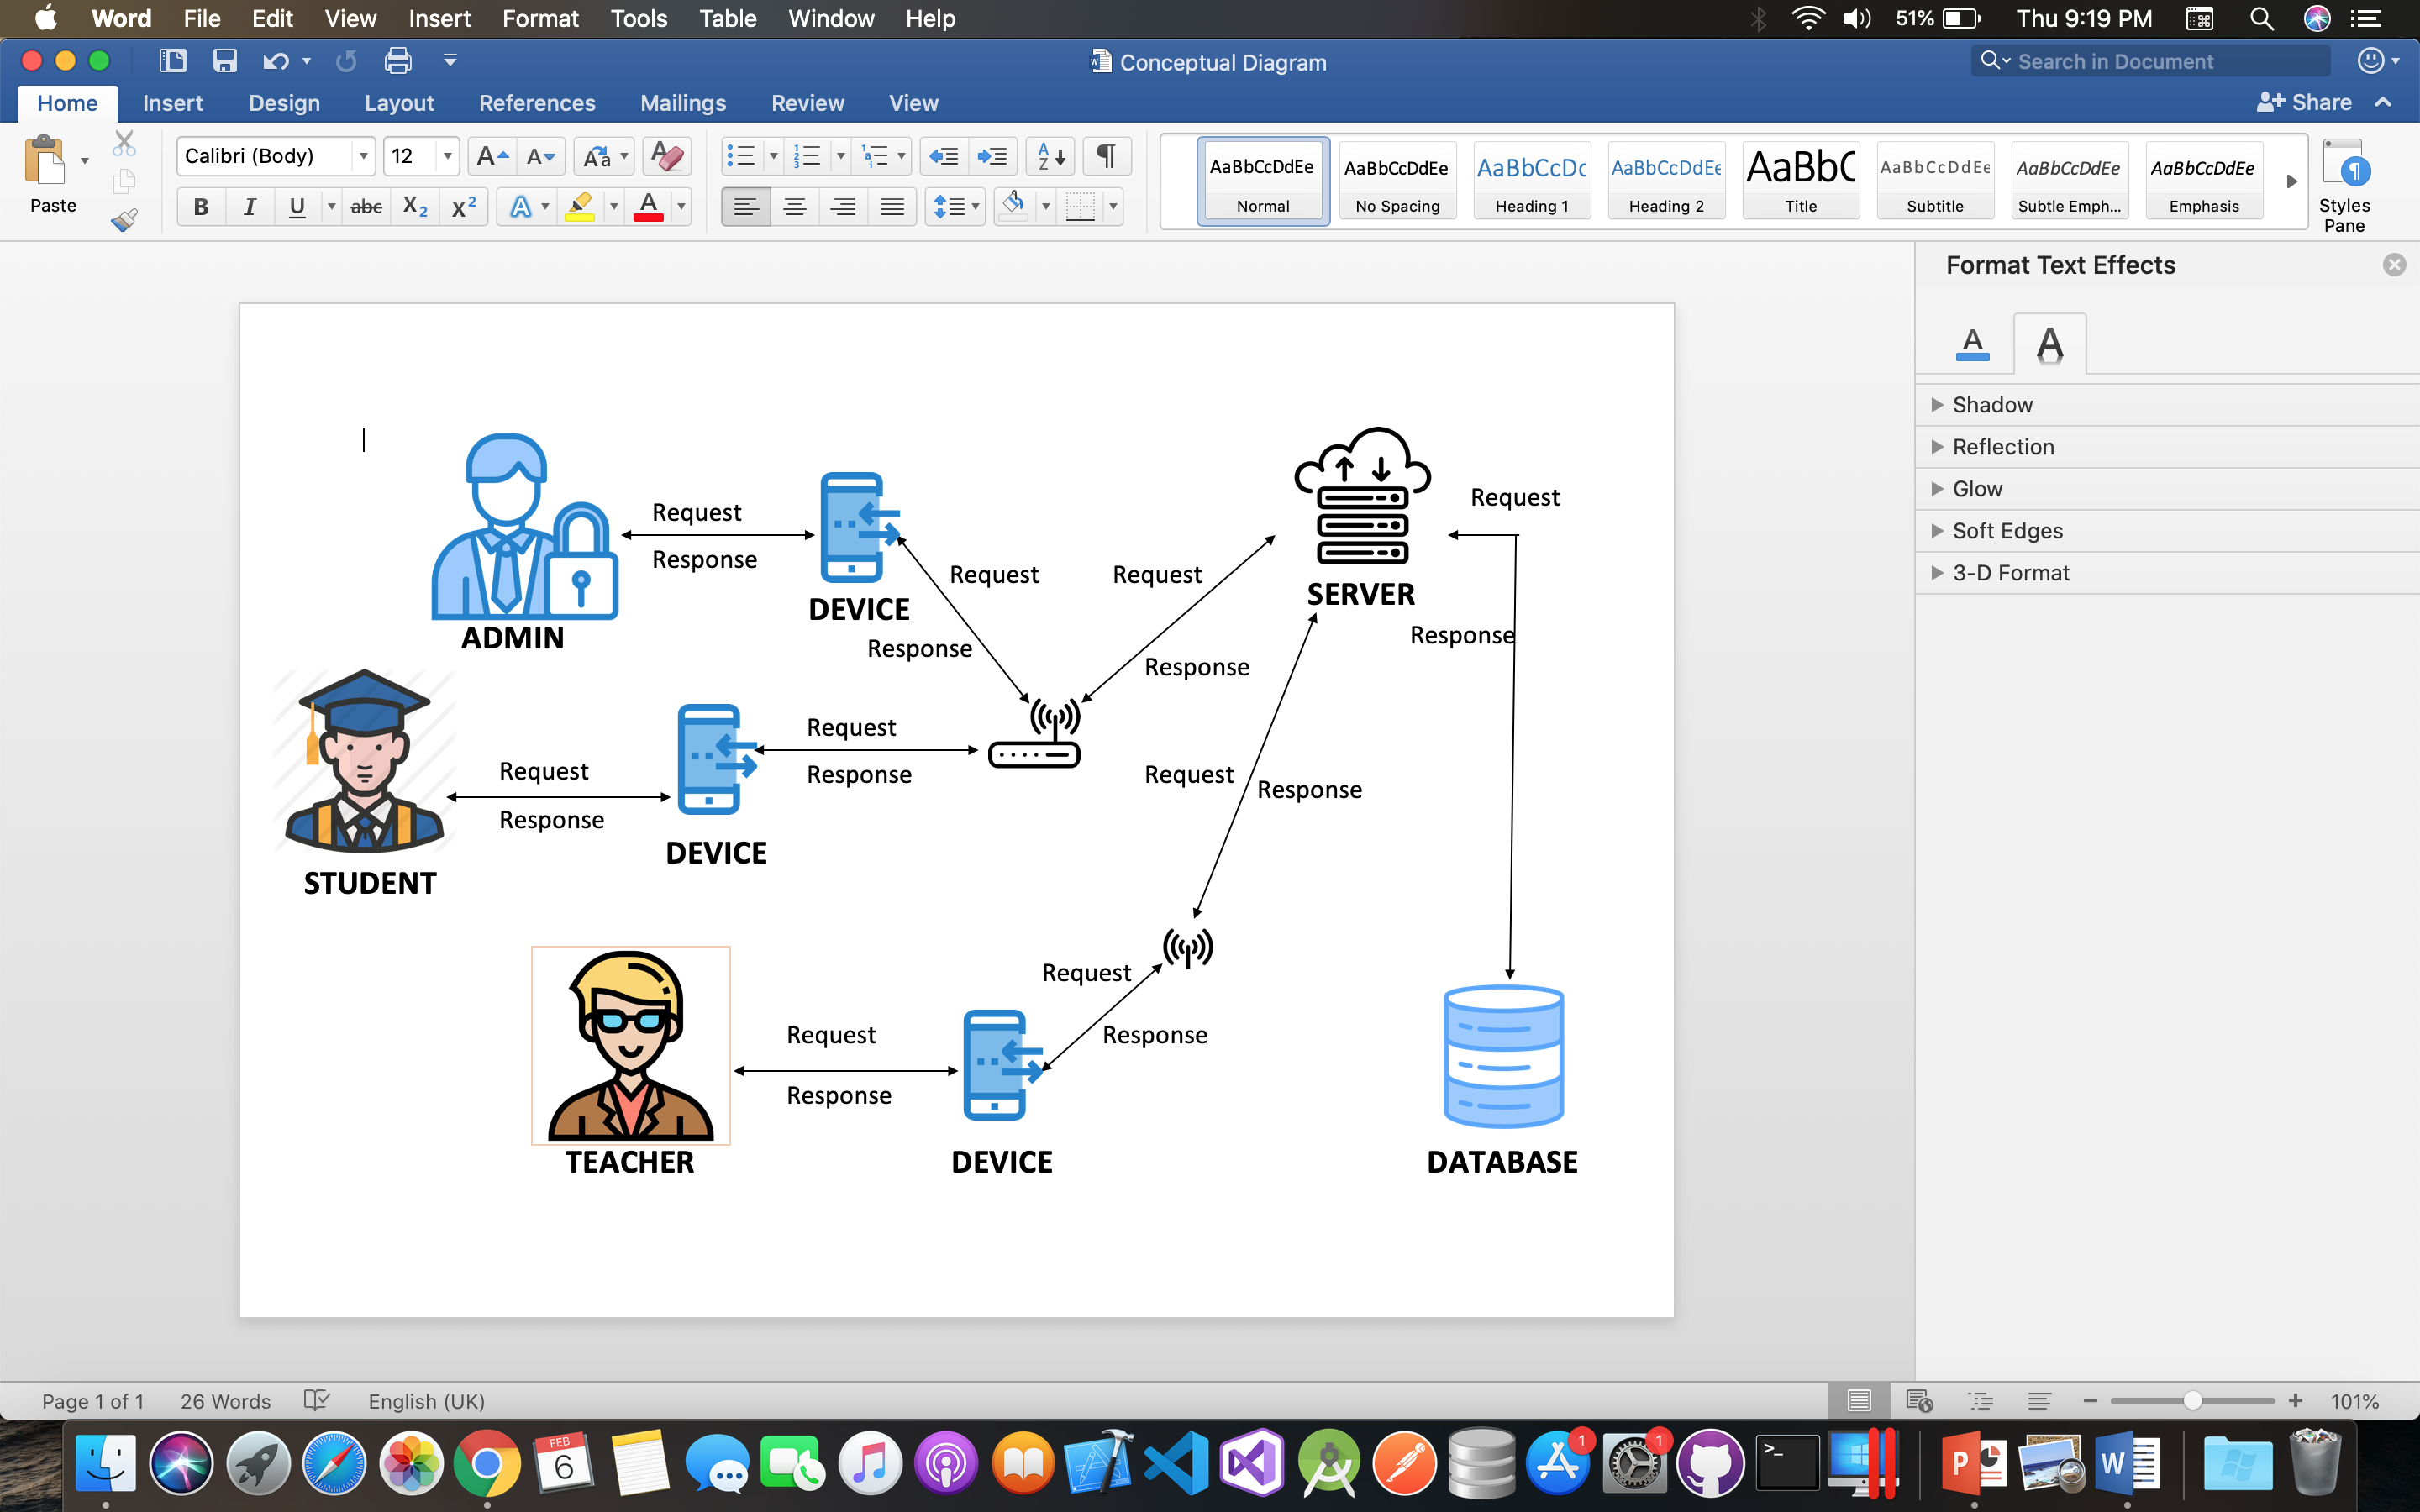 Word File Edit View Insert Format Tools Table Window Help 51% Thu 9:19 PM
Conceptual Diagram
Search in Document
Home Insert Design Layout References Mailings Review View Share
Paste
Calibri (Body) 12
B I U abc X2 X2 A A
AaBbCcDdEe AaBbCcDdEe AaBbCcDc AaBbCcDdEe AaBbC AaBbCcDdEe AaBbCcDdEe AaBbCcDdEe
Normal No Spacing Heading 1 Heading 2 Title Subtitle Subtle Emph... Emphasis
Styles
Pane
Format Text Effects
Shadow
Reflection
Glow
Soft Edges
3-D Format
Request
Response
ADMIN
DEVICE
Request
Response
Request
Response
SERVER
Request
Response
Request
Response
STUDENT
DEVICE
Request
Response
Request
Response
Request
Response
TEACHER
Request
Response
DEVICE
DATABASE
Page 1 of 1 26 Words English (UK) 101%
FEB
6
1
1